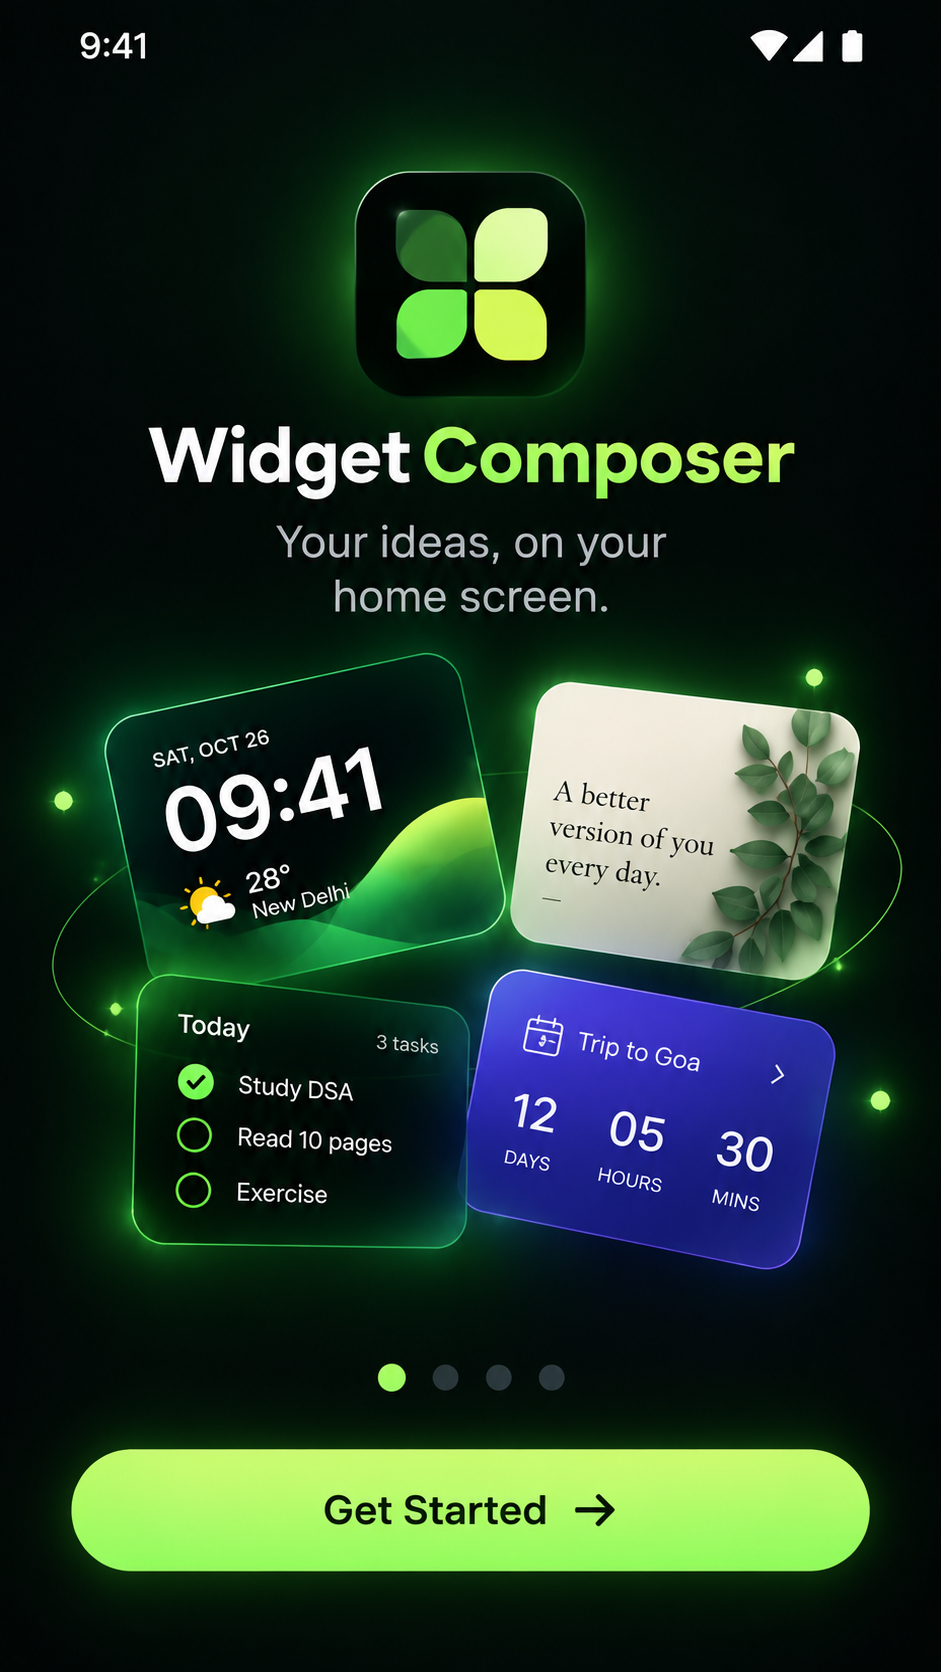 9:41
Widget Composer
Your ideas, on your
home screen.
SAT, OCT 26
09:41
28°
New Delhi
A better
version of you
every day.
—
Today
3 tasks
Study DSA
Read 10 pages
Exercise
Trip to Goa
12 05 30
DAYS HOURS MINS
Get Started →